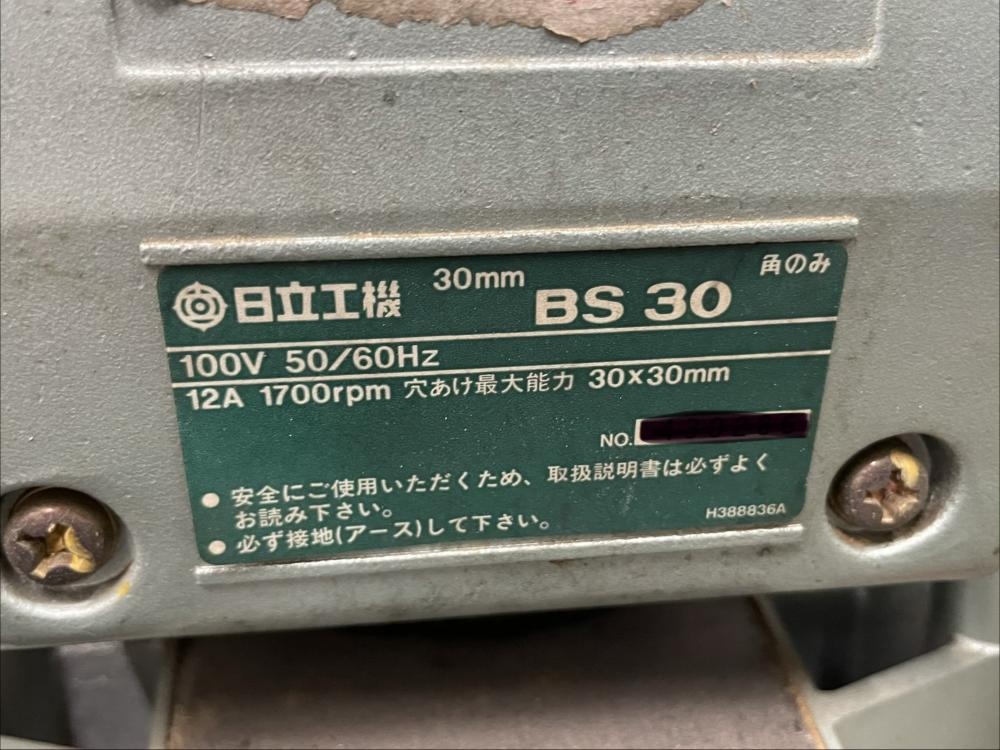 日立工機 30mm BS 30 角のみ
100V 50/60Hz
12A 1700rpm 穴あけ最大能力 30×30mm
NO.
● 安全にご使用いただくため、取扱説明書は必ずよく
お読み下さい。
● 必ず接地(アース)して下さい。
H388836A